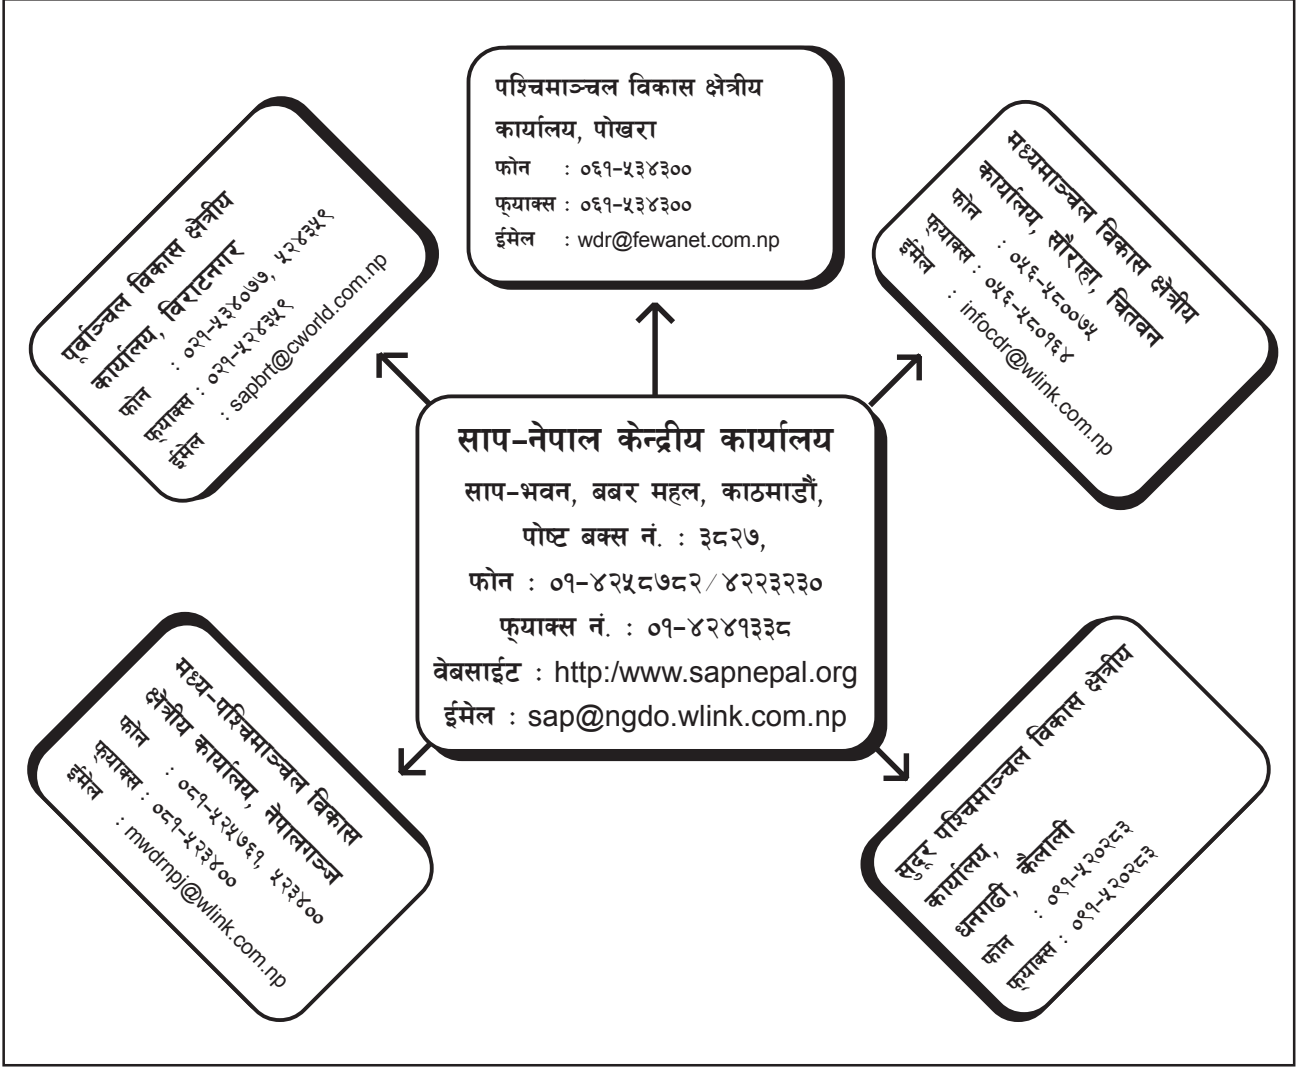 पश्चिमाञ्चल विकास क्षेत्रीय
कार्यालय, पोखरा
फोन : ०६१-५३४३००
फ्याक्स : ०६१-५३४३००
ईमेल : wdr@fewanet.com.np
पूर्वाञ्चल विकास क्षेत्रीय
कार्यालय, विराटनगर
फोन : ०२१-५३४०७७, ५२४३५९
फ्याक्स : ०२१-५२४३५९
ईमेल : sapbrt@cworld.com.np
मध्यमाञ्चल विकास क्षेत्रीय
कार्यालय, सौराहा, चितवन
फोन : ०५६-५८००७५
फ्याक्स : ०५६-५८०१६४
ईमेल : infocdr@wlink.com.np
साप-नेपाल केन्द्रीय कार्यालय
साप-भवन, बबर महल, काठमाडौं,
पोष्ट बक्स नं. : ३८२७,
फोन : ०१-४२५८७८२/४२२३२३०
फ्याक्स नं. : ०१-४२४१३३८
वेबसाईट : http:/www.sapnepal.org
ईमेल : sap@ngdo.wlink.com.np
मध्य-पश्चिमाञ्चल विकास
क्षेत्रीय कार्यालय, नेपालगञ्ज
फोन : ०८१-५२५७६१, ५२३४००
फ्याक्स : ०८१-५२३४००
ईमेल : mwdrnpj@wlink.com.np
सुदूर पश्चिमाञ्चल विकास क्षेत्रीय
कार्यालय,
धनगढी, कैलाली
फोन : ०९१-५२०२८३
फ्याक्स : ०९१-५२०२८३